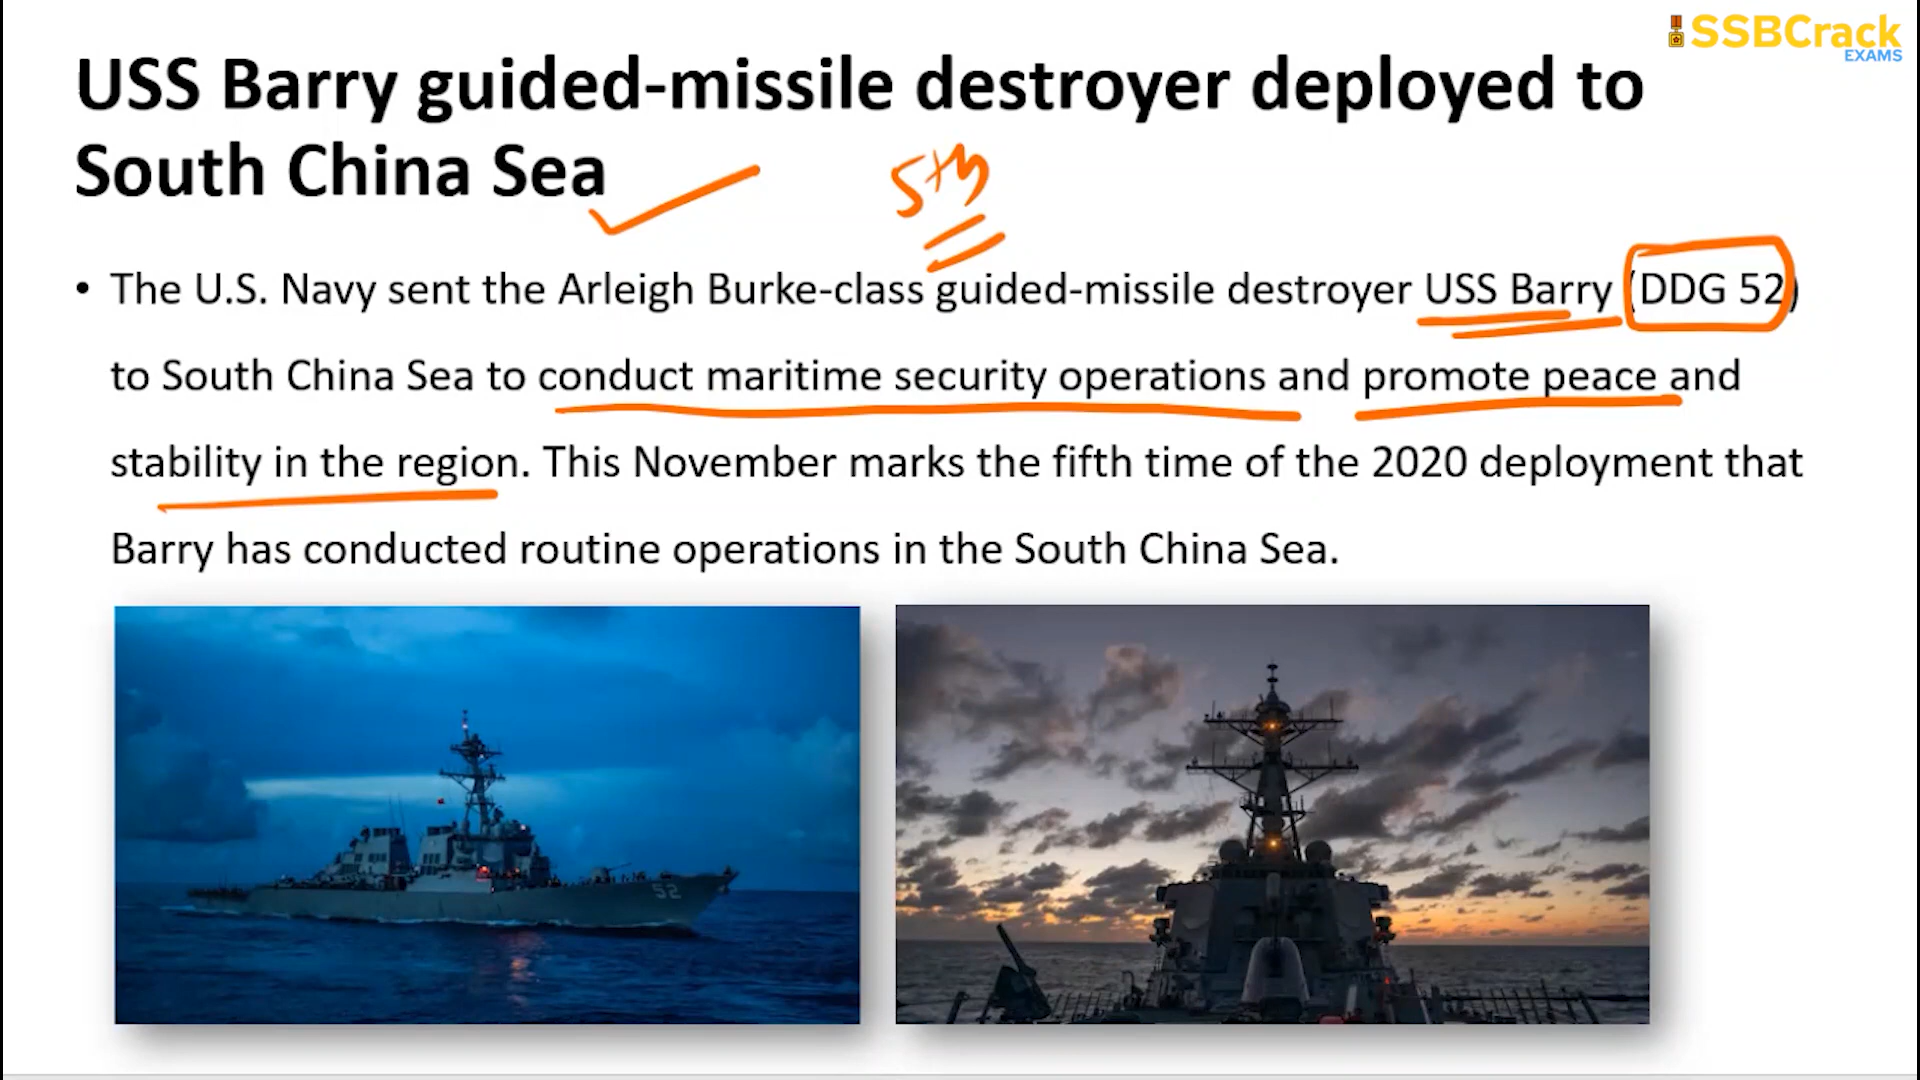 SSBCrack
EXAMS
USS Barry guided-missile destroyer deployed to
South China Sea
5th
• The U.S. Navy sent the Arleigh Burke-class guided-missile destroyer USS Barry (DDG 52)
to South China Sea to conduct maritime security operations and promote peace and
stability in the region. This November marks the fifth time of the 2020 deployment that
Barry has conducted routine operations in the South China Sea.
52